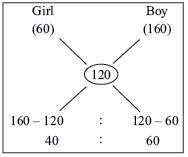 Girl Boy
(60) (160)
120
160 – 120 : 120 – 60
40 : 60